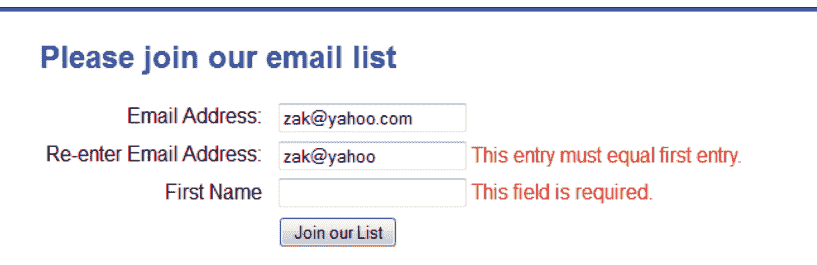 Please join our email list
Email Address: zak@yahoo.com
Re-enter Email Address: zak@yahoo This entry must equal first entry.
First Name This field is required.
Join our List